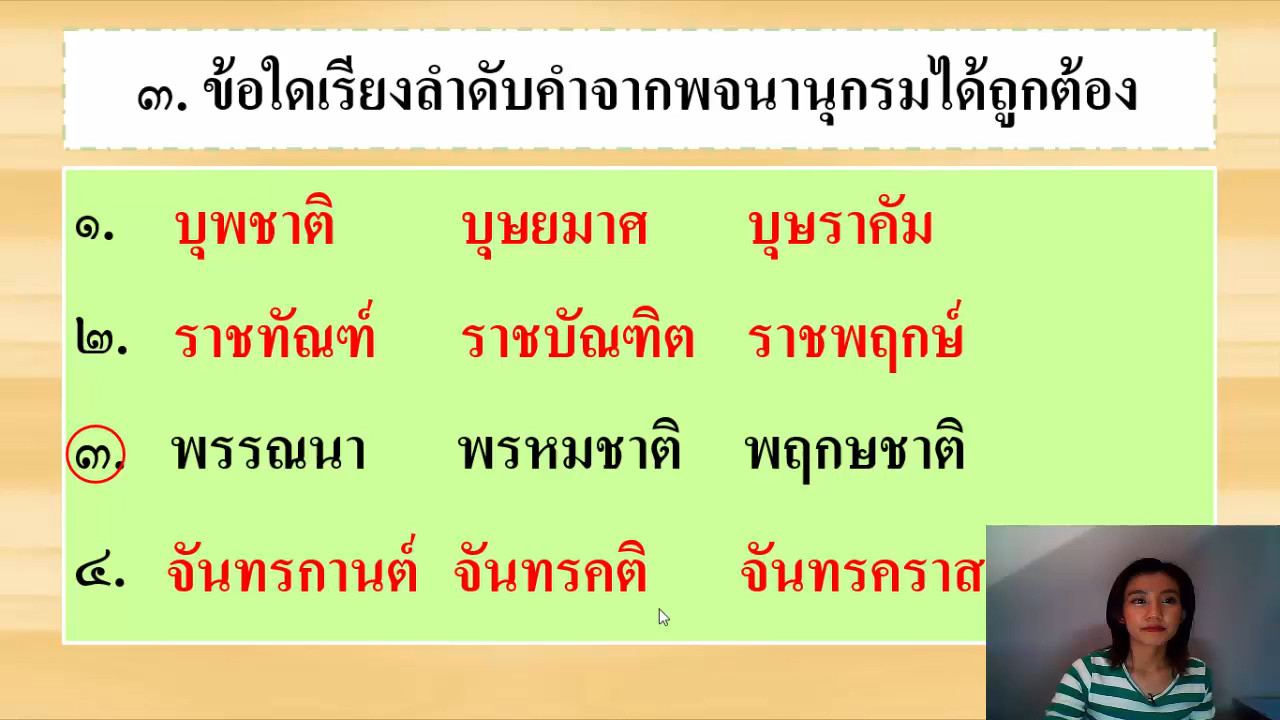 ๓. ข้อใดเรียงลำดับคำจากพจนานุกรมได้ถูกต้อง
๑. บุพชาติ บุษยมาศ บุษราคัม
๒. ราชทัณฑ์ ราชบัณฑิต ราชพฤกษ์
๓. พรรณนา พรหมชาติ พฤกษชาติ
๔. จันทรกานต์ จันทรคติ จันทรคราส